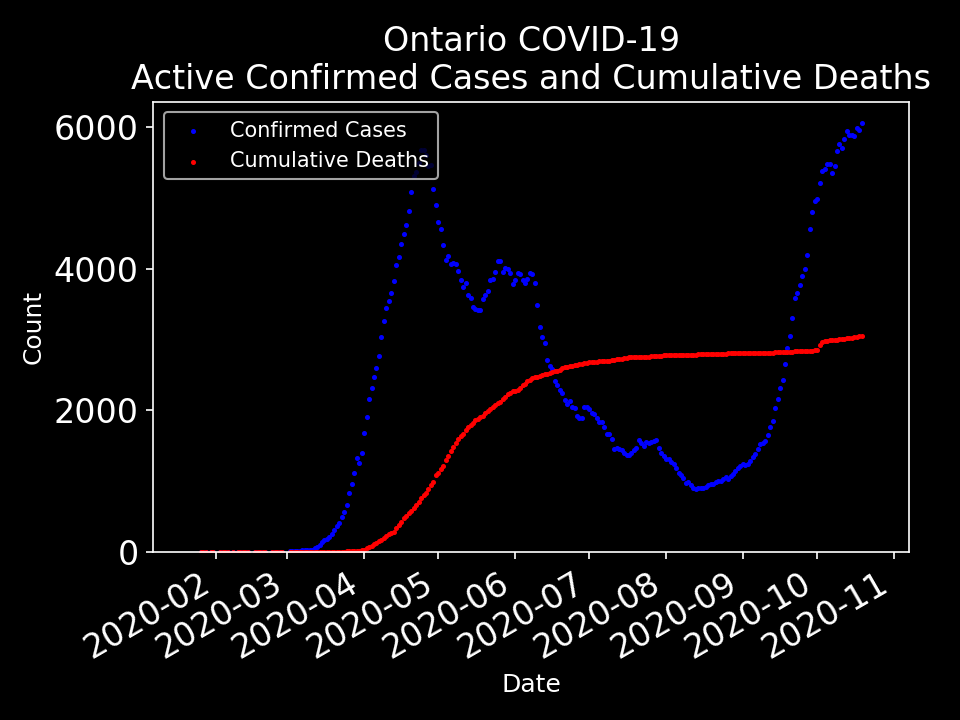 Ontario COVID-19
Active Confirmed Cases and Cumulative Deaths
Confirmed Cases
Cumulative Deaths
6000
4000
2000
0
Count
2020-02
2020-03
2020-04
2020-05
2020-06
2020-07
2020-08
2020-09
2020-10
2020-11
Date